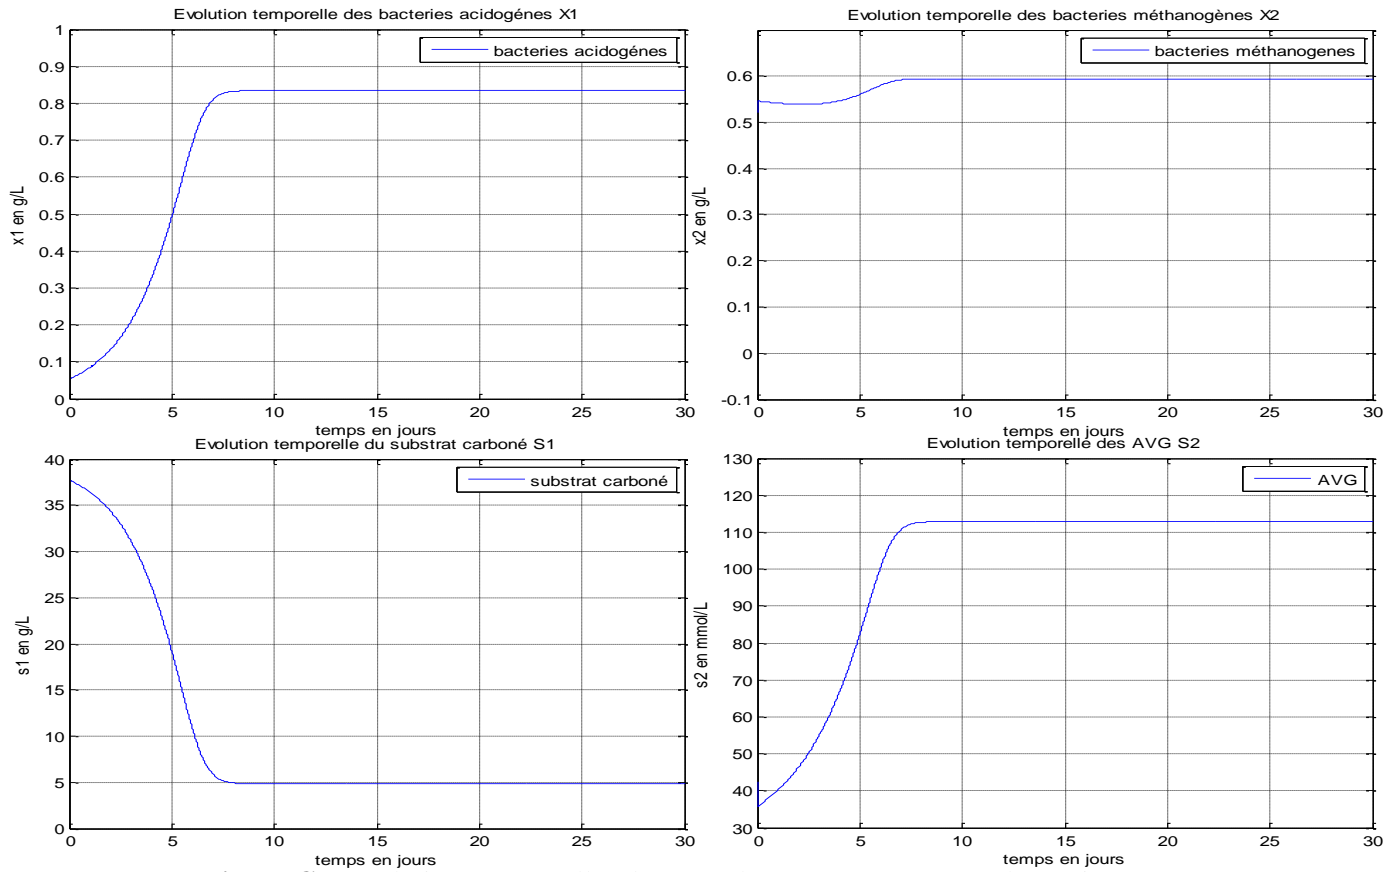 Evolution temporelle des bacteries acidogénes X1
bacteries acidogénes
1
0.9
0.8
0.7
0.6
0.5
0.4
0.3
0.2
0.1
0
x1 en g/L
0 5 10 15 20 25 30
temps en jours
Evolution temporelle des bacteries méthanogènes X2
bacteries méthanogenes
0.6
0.5
0.4
0.3
0.2
0.1
0
-0.1
x2 en g/L
0 5 10 15 20 25 30
temps en jours
Evolution temporelle du substrat carboné S1
substrat carboné
40
35
30
25
20
15
10
5
0
s1 en g/L
0 5 10 15 20 25 30
temps en jours
Evolution temporelle des AVG S2
AVG
130
120
110
100
90
80
70
60
50
40
30
s2 en mmol/L
0 5 10 15 20 25 30
temps en jours